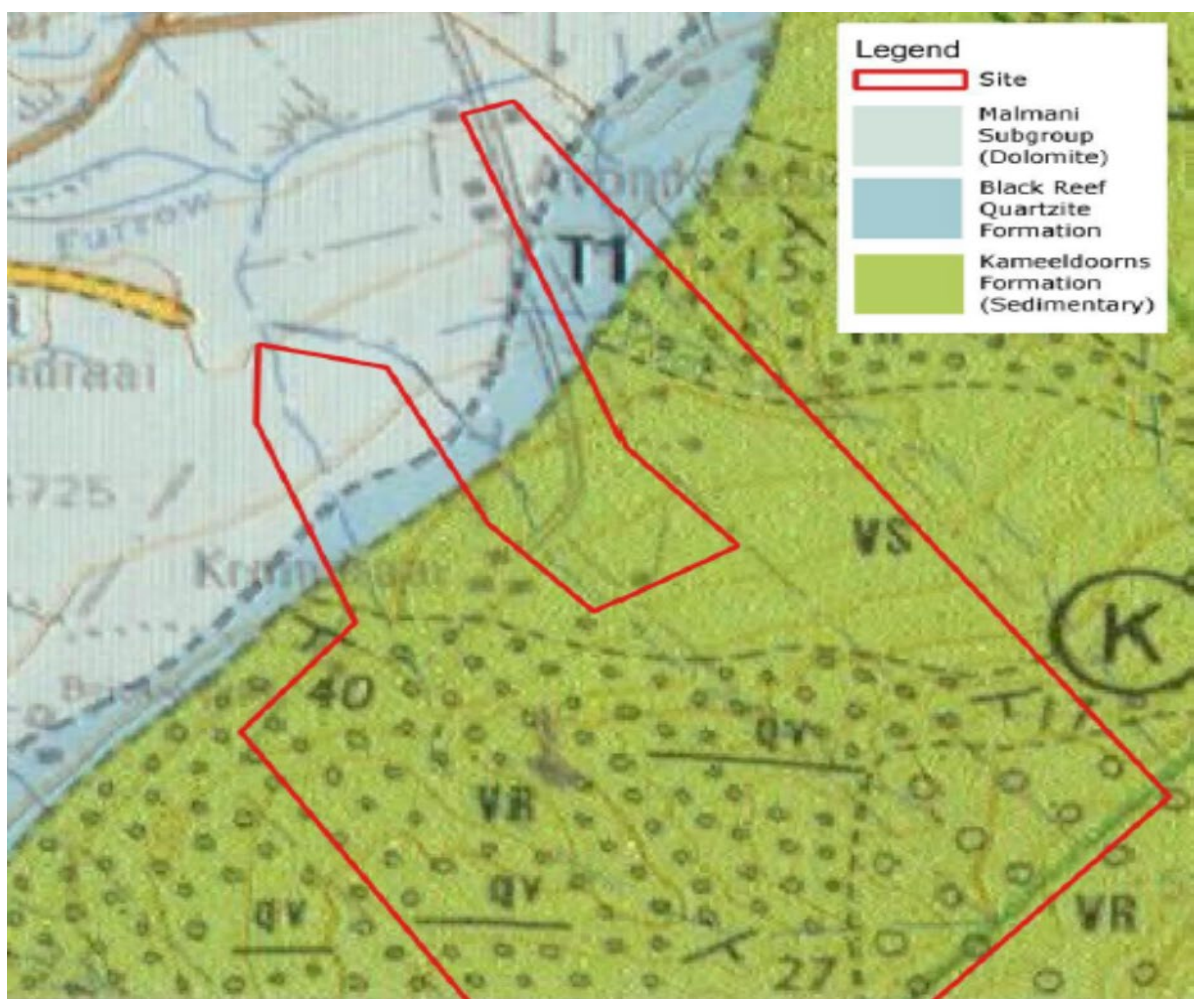 Legend
Site
Malmani
Subgroup
(Dolomite)
Black Reef
Quartzite
Formation
Kameeldoorns
Formation
(Sedimentary)
Furrow
T1
15
VS
K
40
qv
VR
qv
qv
VR
27